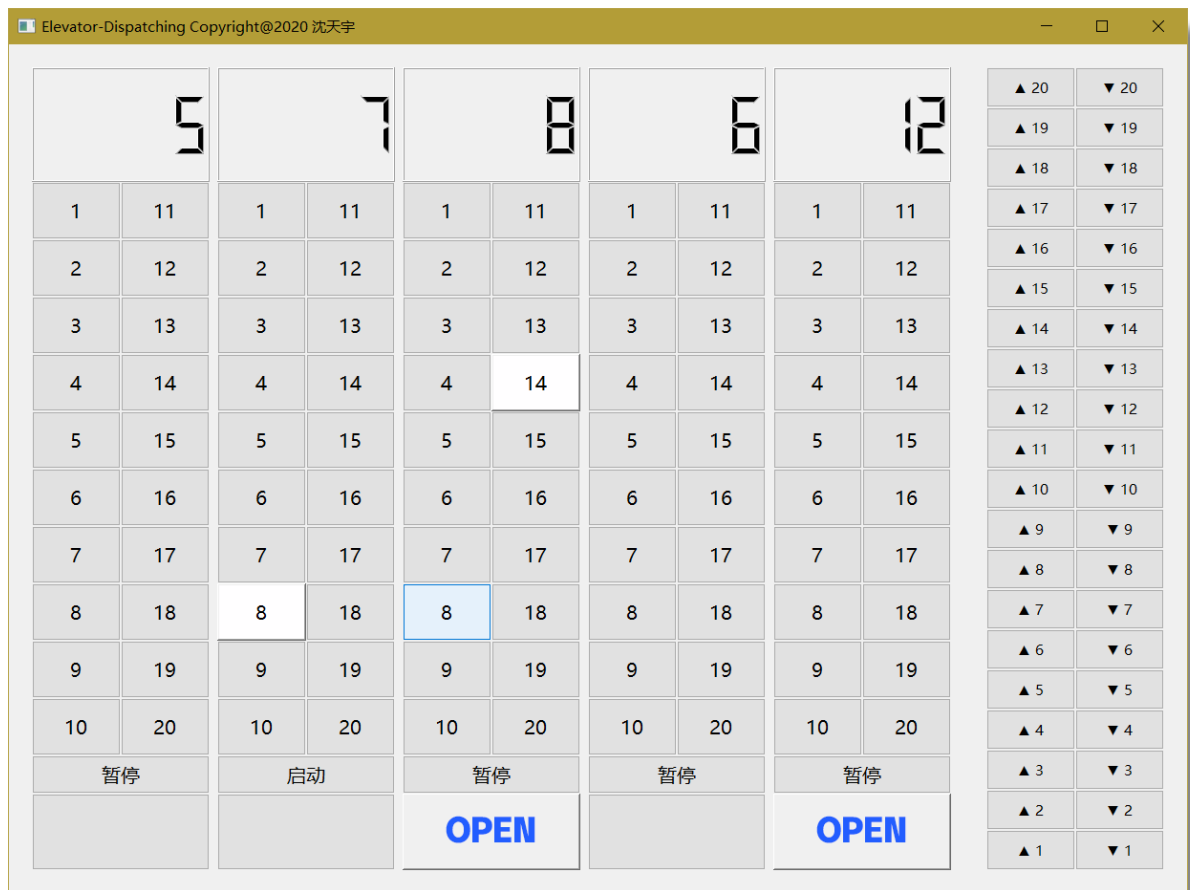 Elevator-Dispatching Copyright@2020 沈天宇
5 7 8 6 12
1 11 1 11 1 11 1 11 1 11
2 12 2 12 2 12 2 12 2 12
3 13 3 13 3 13 3 13 3 13
4 14 4 14 4 14 4 14 4 14
5 15 5 15 5 15 5 15 5 15
6 16 6 16 6 16 6 16 6 16
7 17 7 17 7 17 7 17 7 17
8 18 8 18 8 18 8 18 8 18
9 19 9 19 9 19 9 19 9 19
10 20 10 20 10 20 10 20 10 20
暂停 启动 暂停 暂停 暂停
OPEN OPEN
▲ 20 ▼ 20
▲ 19 ▼ 19
▲ 18 ▼ 18
▲ 17 ▼ 17
▲ 16 ▼ 16
▲ 15 ▼ 15
▲ 14 ▼ 14
▲ 13 ▼ 13
▲ 12 ▼ 12
▲ 11 ▼ 11
▲ 10 ▼ 10
▲ 9 ▼ 9
▲ 8 ▼ 8
▲ 7 ▼ 7
▲ 6 ▼ 6
▲ 5 ▼ 5
▲ 4 ▼ 4
▲ 3 ▼ 3
▲ 2 ▼ 2
▲ 1 ▼ 1